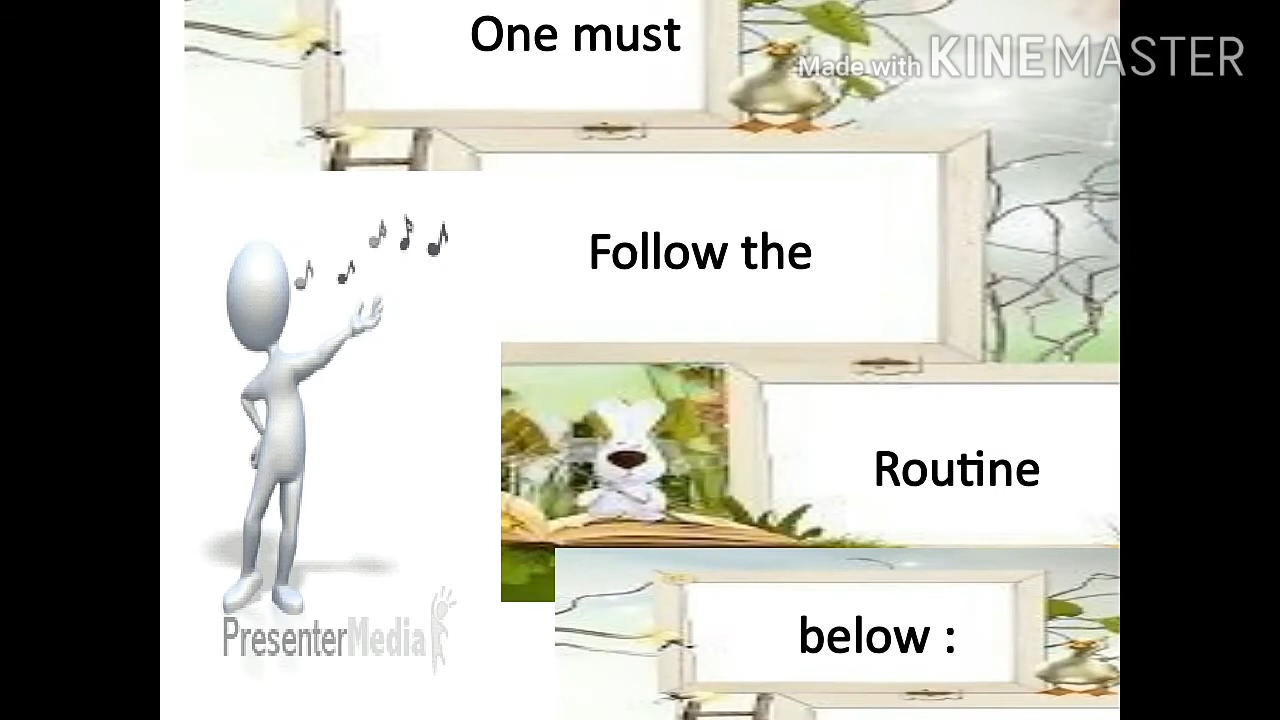 One must
Made with KINEMASTER
Follow the
Routine
below :
PresenterMedia